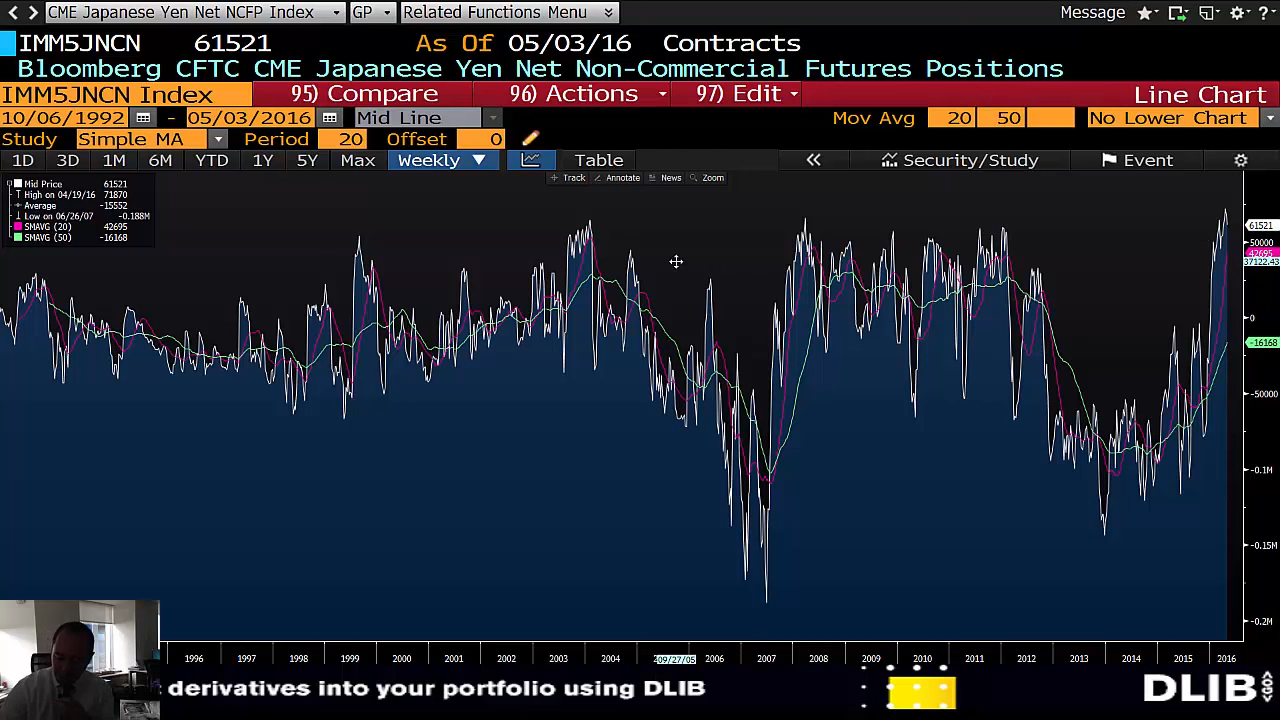 CME Japanese Yen Net NCFP Index GP Related Functions Menu Message
IMM5JNCN 61521 As Of 05/03/16 Contracts
Bloomberg CFTC CME Japanese Yen Net Non-Commercial Futures Positions
IMM5JNCN Index 95) Compare 96) Actions 97) Edit Line Chart
10/06/1992 - 05/03/2016 Mid Line Mov Avg 20 50 No Lower Chart
Study Simple MA Period 20 Offset 0
1D 3D 1M 6M YTD 1Y 5Y Max Weekly Table Security/Study Event
Track Annotate News Zoom
Mid Price 61521
High on 04/19/16 71870
Average -15552
Low on 06/26/07 -0.188M
SMAVG (20) 42695
SMAVG (50) -16168
61521
50000
42695
37122.43
0
-16168
-50000
-0.1M
-0.15M
-0.2M
1996 1997 1998 1999 2000 2001 2002 2003 2004 09/27/05 2006 2007 2008 2009 2010 2011 2012 2013 2014 2015 2016
derivatives into your portfolio using DLIB
DLIB